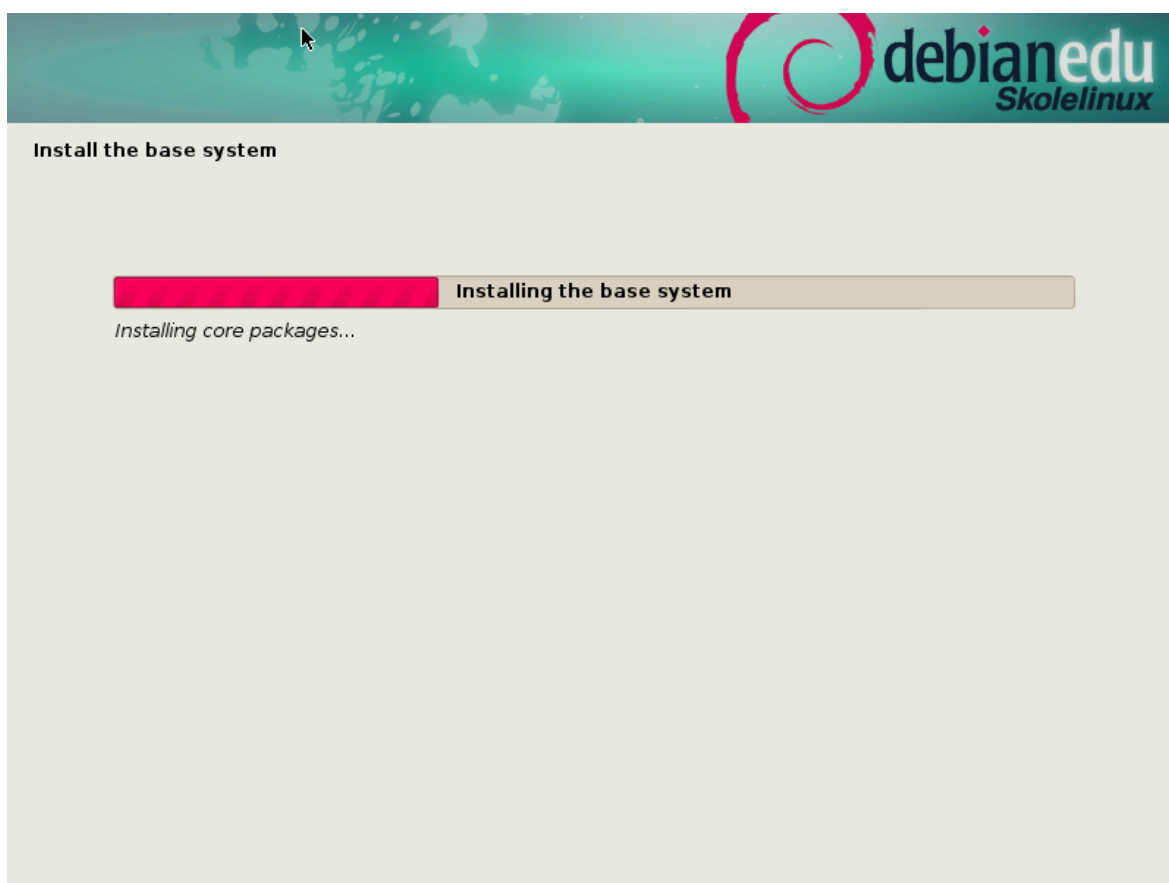 debianedu
Skolelinux
Install the base system
Installing the base system
Installing core packages...